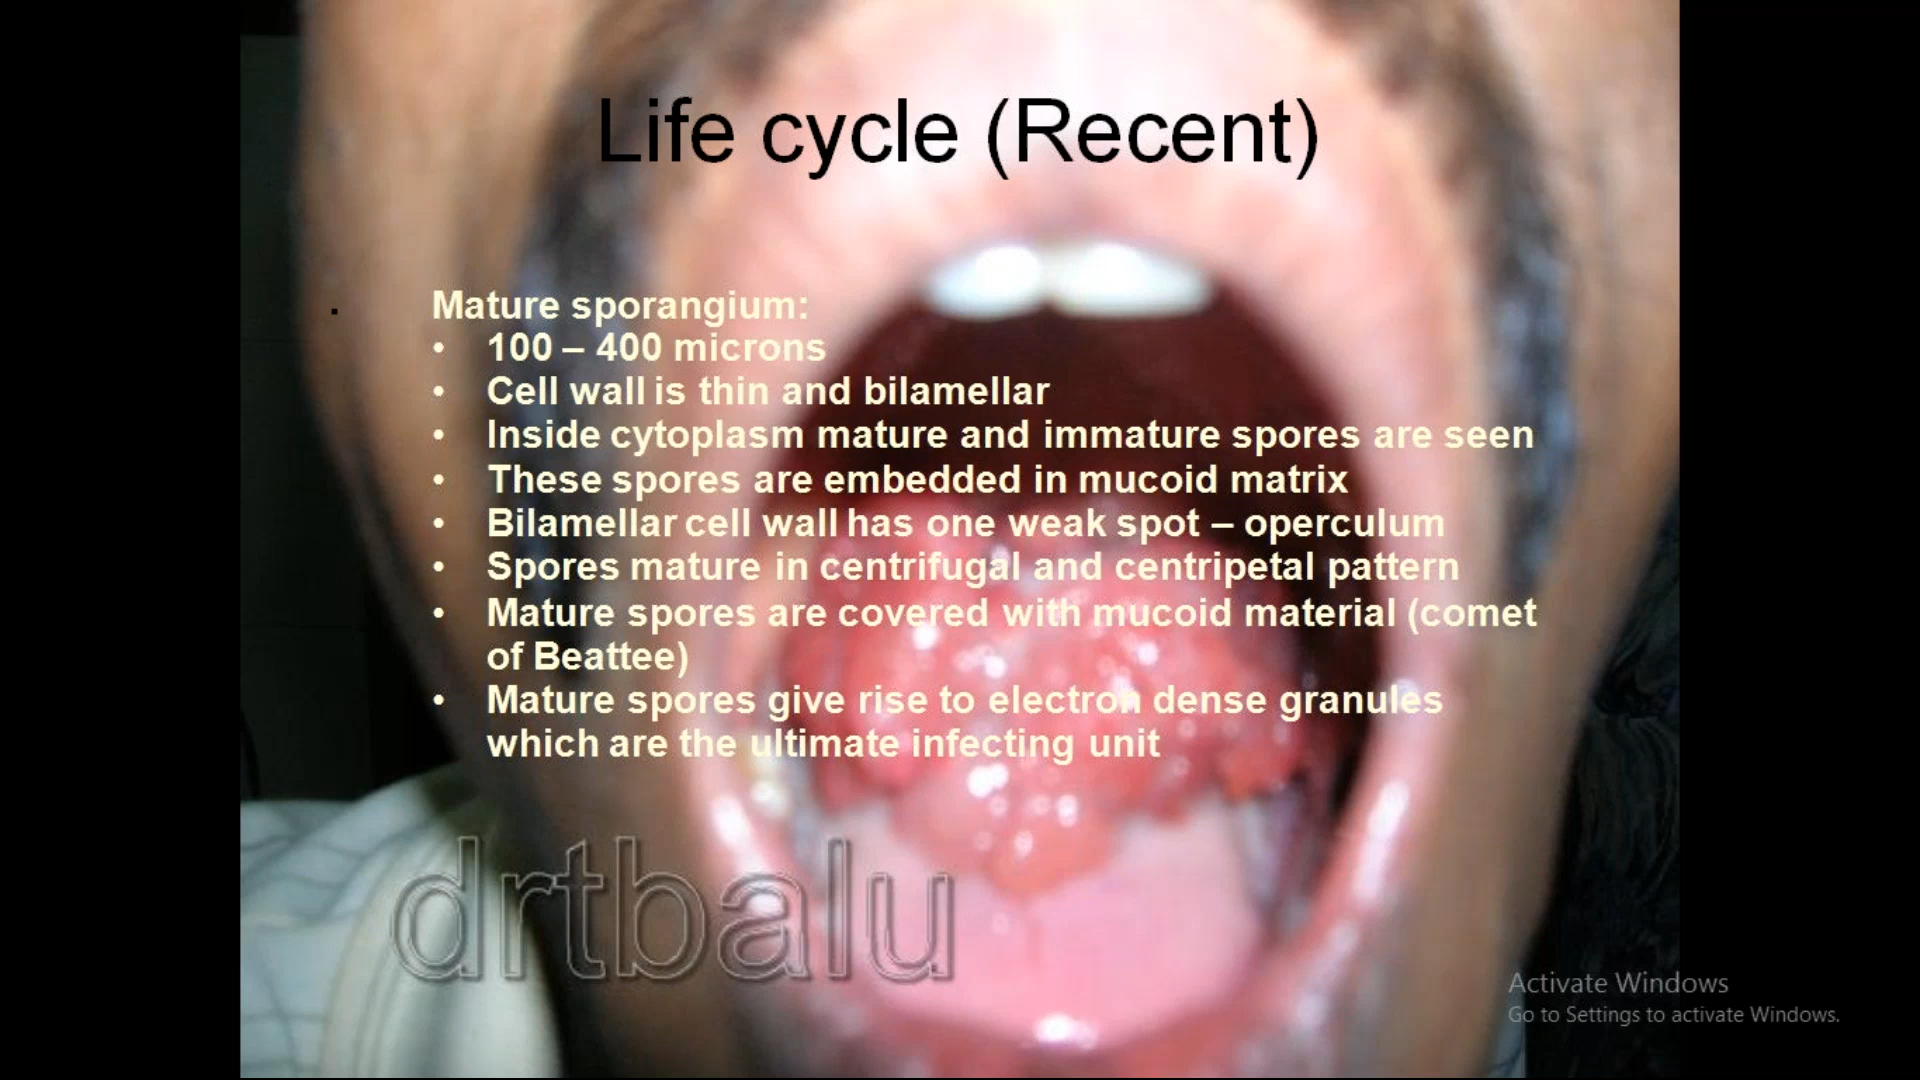 Life cycle (Recent)
Mature sporangium:
• 100 – 400 microns
• Cell wall is thin and bilamellar
• Inside cytoplasm mature and immature spores are seen
• These spores are embedded in mucoid matrix
• Bilamellar cell wall has one weak spot – operculum
• Spores mature in centrifugal and centripetal pattern
• Mature spores are covered with mucoid material (comet
of Beattee)
• Mature spores give rise to electron dense granules
which are the ultimate infecting unit
drtbalu
Activate Windows
Go to Settings to activate Windows.